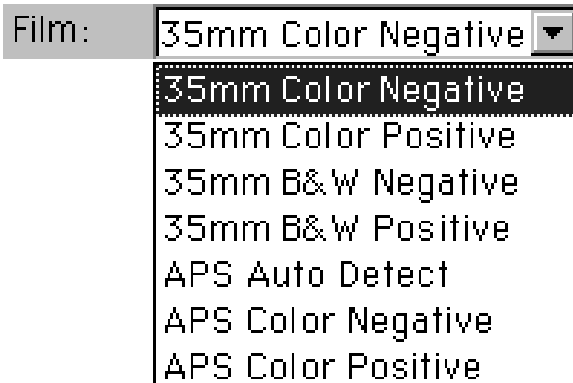 Film: 35mm Color Negative
35mm Color Negative
35mm Color Positive
35mm B&W Negative
35mm B&W Positive
APS Auto Detect
APS Color Negative
APS Color Positive